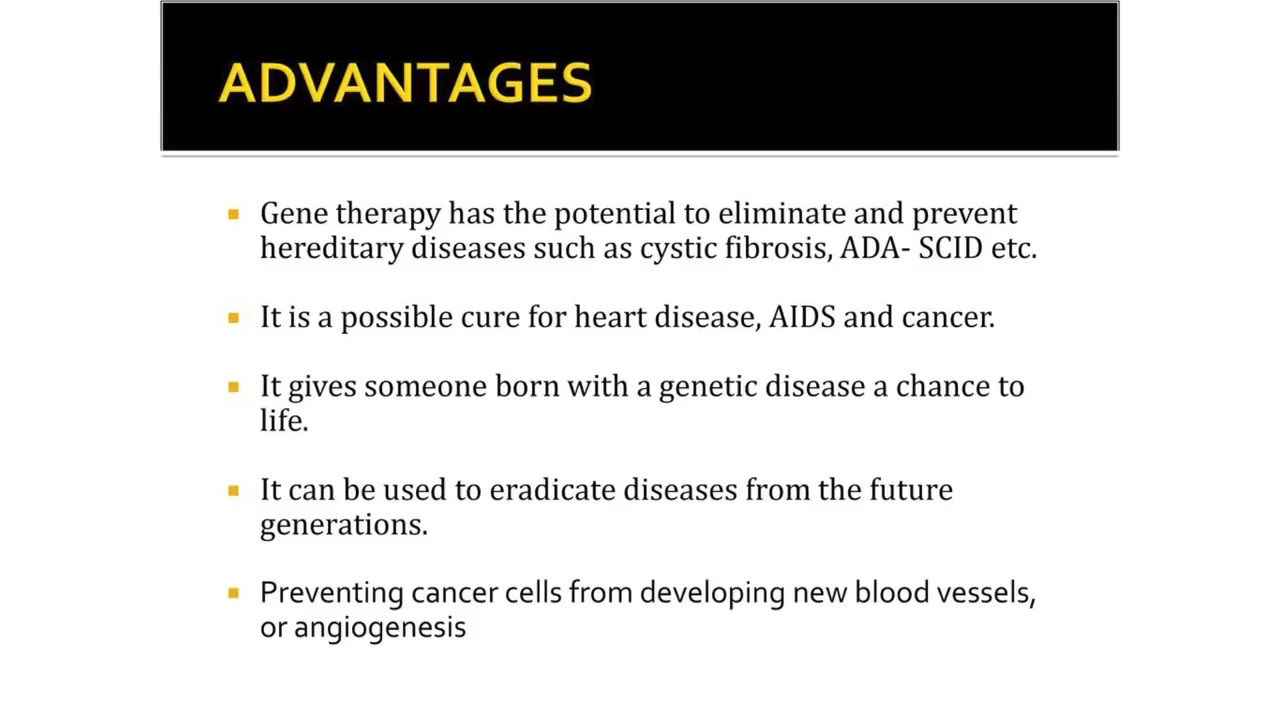 ADVANTAGES
Gene therapy has the potential to eliminate and prevent
hereditary diseases such as cystic fibrosis, ADA- SCID etc.
It is a possible cure for heart disease, AIDS and cancer.
It gives someone born with a genetic disease a chance to
life.
It can be used to eradicate diseases from the future
generations.
Preventing cancer cells from developing new blood vessels,
or angiogenesis